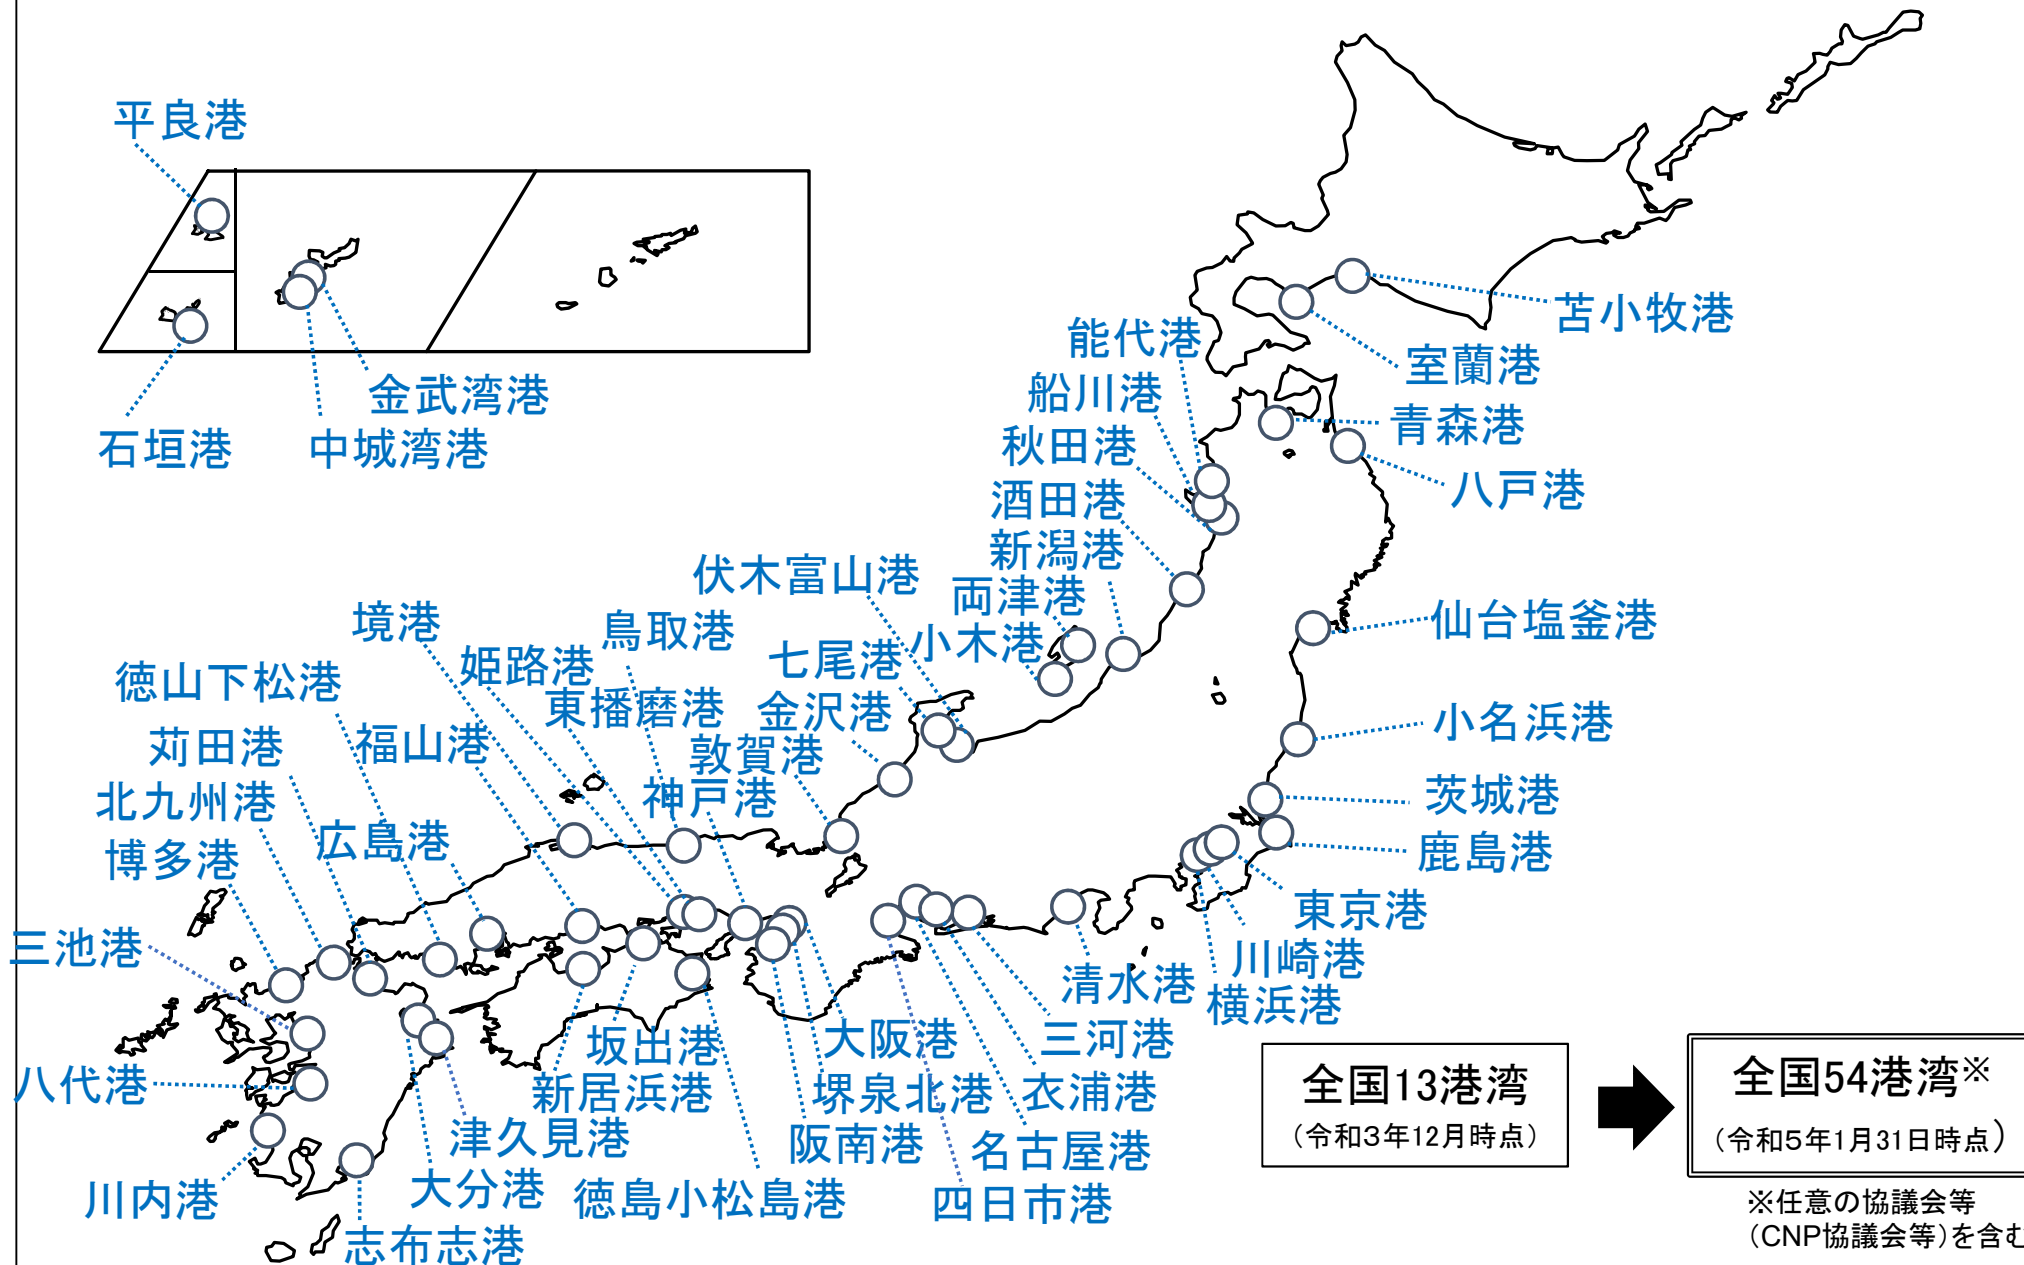 平良港
石垣港
金武湾港
中城湾港
苫小牧港
室蘭港
青森港
八戸港
能代港
船川港
秋田港
酒田港
新潟港
両津港
小木港
伏木富山港
七尾港
金沢港
敦賀港
仙台塩釜港
小名浜港
茨城港
鹿島港
東京港
川崎港
横浜港
清水港
三河港
衣浦港
名古屋港
四日市港
境港
鳥取港
姫路港
東播磨港
神戸港
徳山下松港
福山港
苅田港
北九州港
広島港
博多港
三池港
八代港
川内港
志布志港
大分港
津久見港
新居浜港
坂出港
徳島小松島港
大阪港
堺泉北港
阪南港
全国13港湾
（令和3年12月時点）
全国54港湾※
（令和5年1月31日時点）
※任意の協議会等
（CNP協議会等）を含む